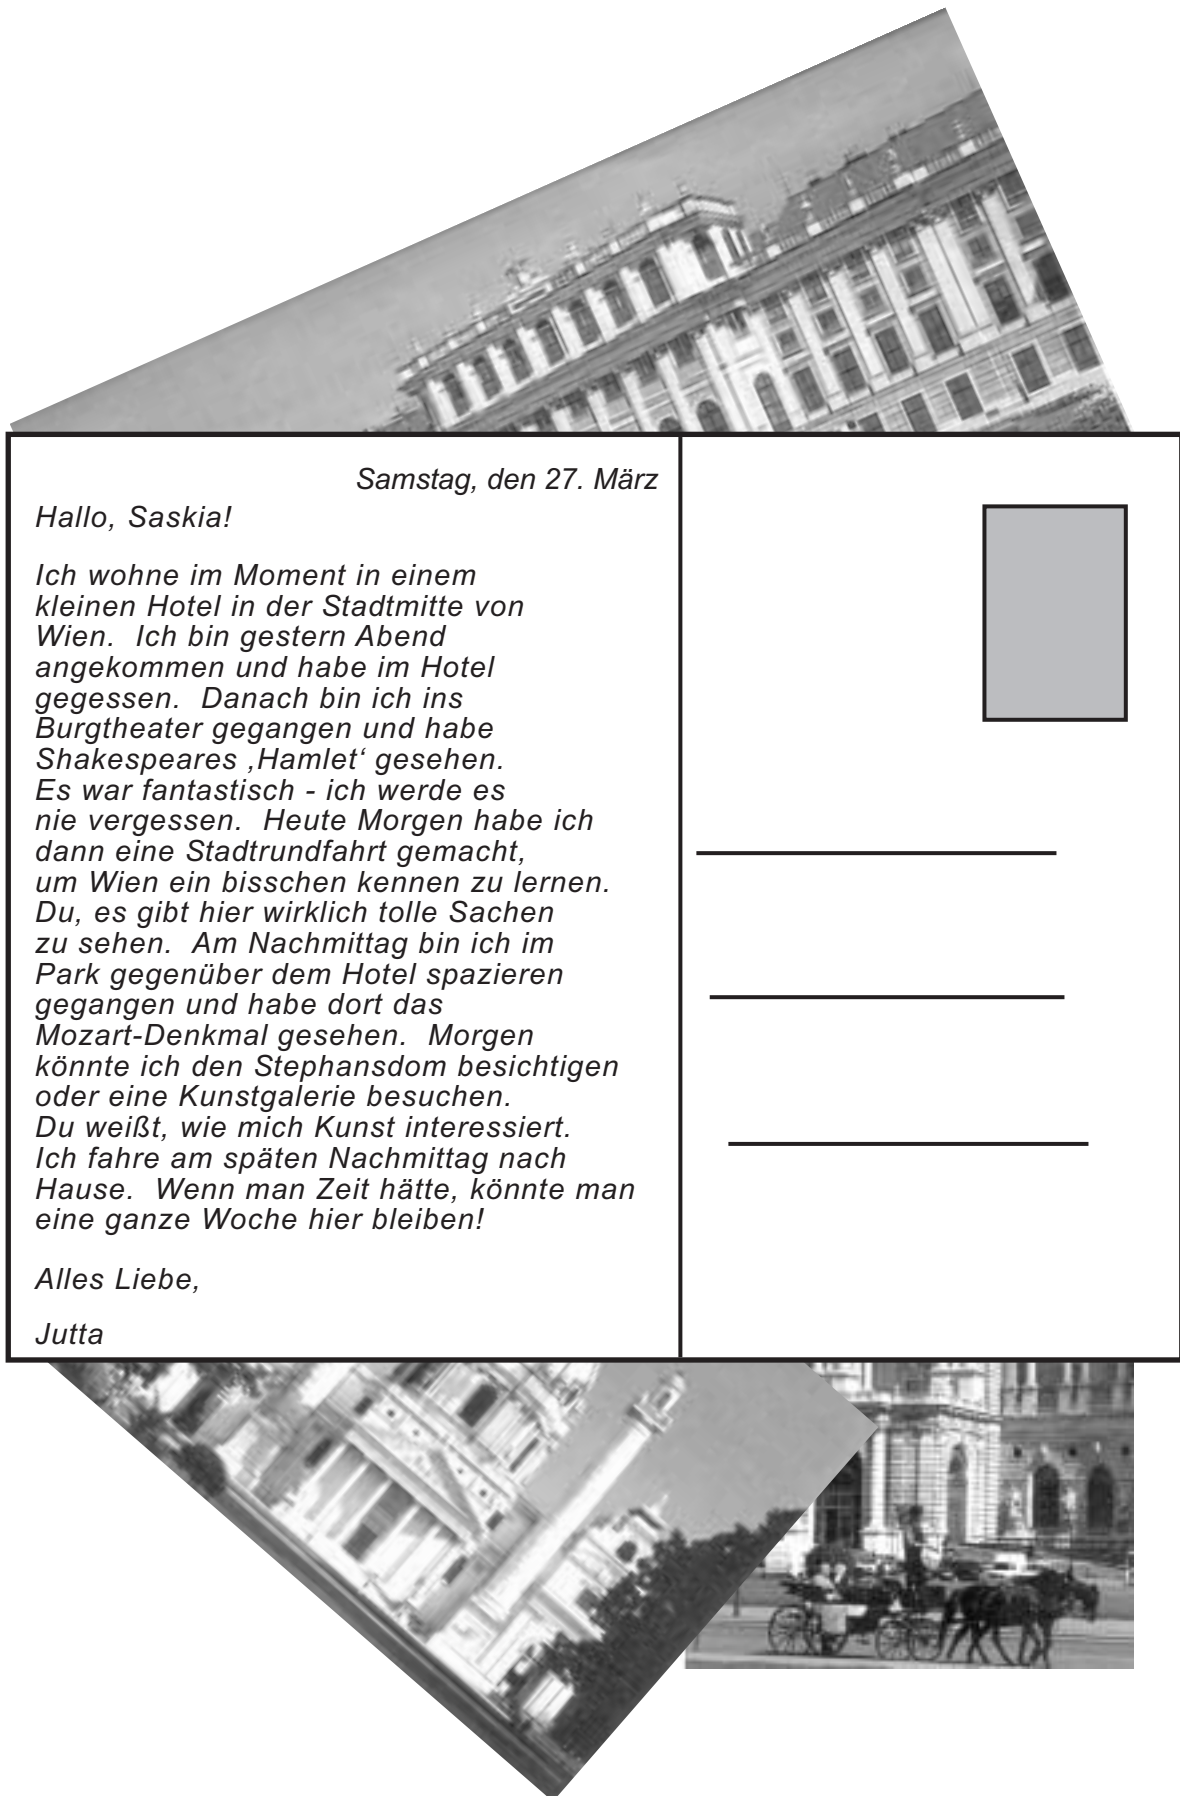 Samstag, den 27. März
Hallo, Saskia!
Ich wohne im Moment in einem
kleinen Hotel in der Stadtmitte von
Wien.  Ich bin gestern Abend
angekommen und habe im Hotel
gegessen.  Danach bin ich ins
Burgtheater gegangen und habe
Shakespeares ‚Hamlet‘ gesehen.
Es war fantastisch - ich werde es
nie vergessen.  Heute Morgen habe ich
dann eine Stadtrundfahrt gemacht,
um Wien ein bisschen kennen zu lernen.
Du, es gibt hier wirklich tolle Sachen
zu sehen.  Am Nachmittag bin ich im
Park gegenüber dem Hotel spazieren
gegangen und habe dort das
Mozart-Denkmal gesehen.  Morgen
könnte ich den Stephansdom besichtigen
oder eine Kunstgalerie besuchen.
Du weißt, wie mich Kunst interessiert.
Ich fahre am späten Nachmittag nach
Hause.  Wenn man Zeit hätte, könnte man
eine ganze Woche hier bleiben!
Alles Liebe,
Jutta